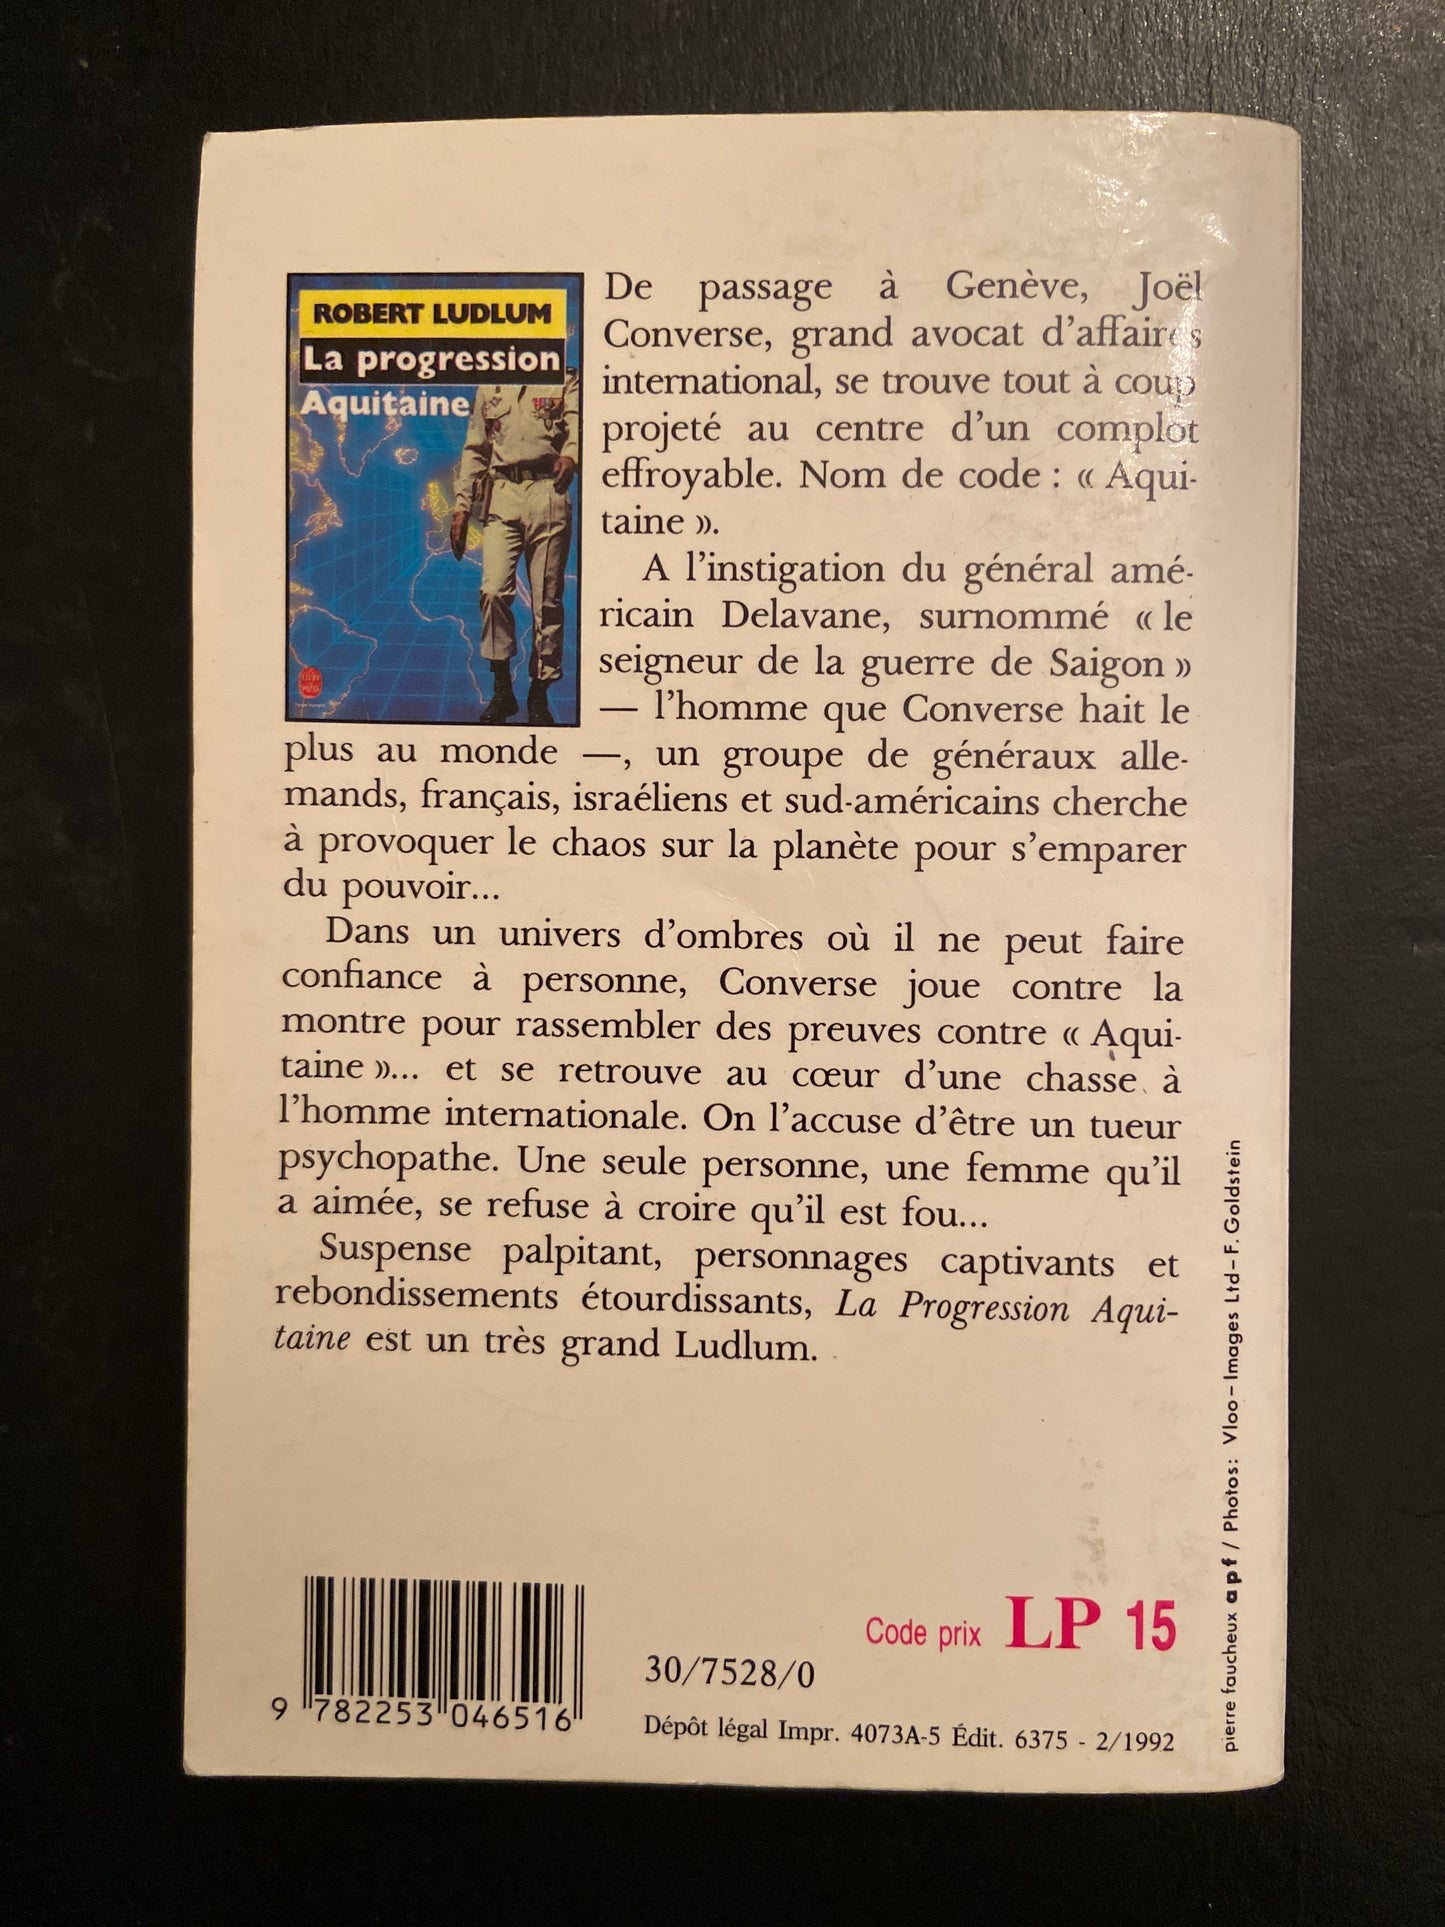 ROBERT LUDLUM
La progression
Aquitaine
De passage à Genève, Joël
Converse, grand avocat d'affaires
international, se trouve tout à coup
projeté au centre d'un complot
effroyable. Nom de code : « Aqui-
taine ».
A l'instigation du général amé-
ricain Delavane, surnommé « le
seigneur de la guerre de Saigon »
— l'homme que Converse hait le
plus au monde —, un groupe de généraux alle-
mands, français, israéliens et sud-américains cherche
à provoquer le chaos sur la planète pour s'emparer
du pouvoir...
Dans un univers d'ombres où il ne peut faire
confiance à personne, Converse joue contre la
montre pour rassembler des preuves contre « Aqui-
taine »... et se retrouve au cœur d'une chasse à
l'homme internationale. On l'accuse d'être un tueur
psychopathe. Une seule personne, une femme qu'il
a aimée, se refuse à croire qu'il est fou...
Suspense palpitant, personnages captivants et
rebondissements étourdissants, La Progression Aqui-
taine est un très grand Ludlum.
Code prix LP 15
30/7528/0
9 782253 046516
Dépôt légal Impr. 4073A-5 Édit. 6375 - 2/1992
pierre faucheux apf / Photos: Vloo – Images Ltd – F. Goldstein